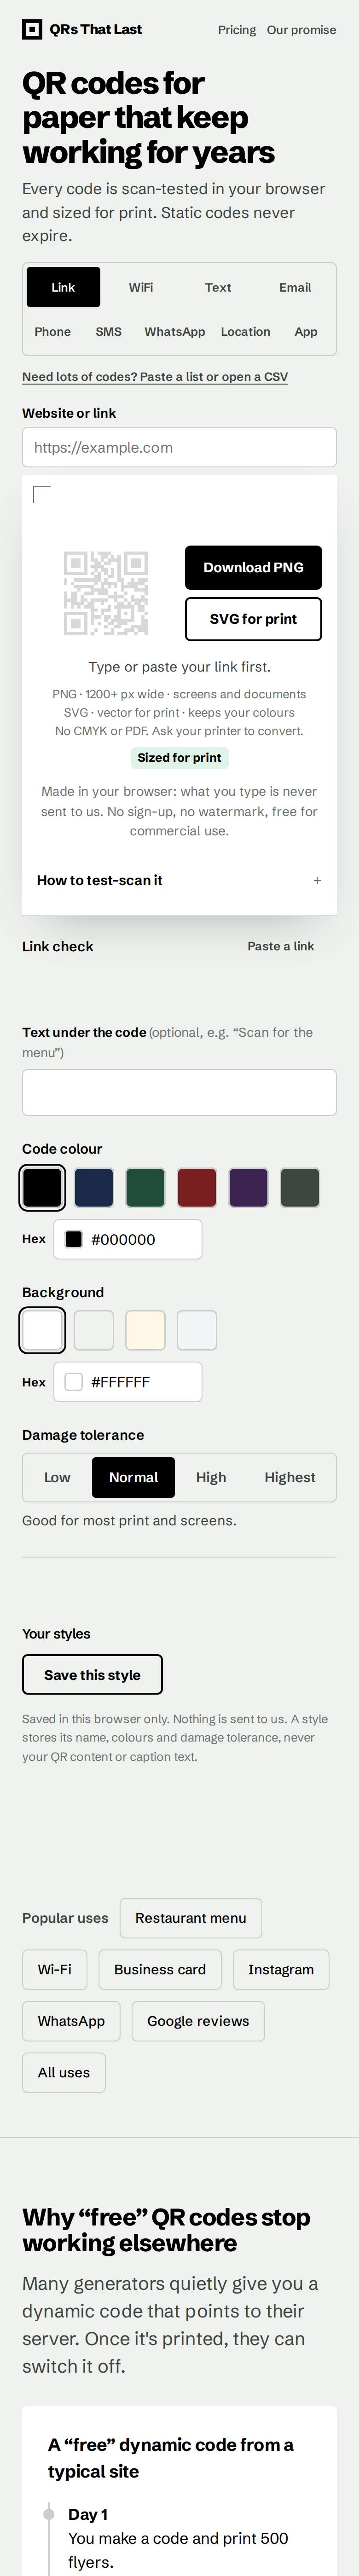 QRs That Last
Pricing
Our promise
QR codes for
paper that keep
working for years
Every code is scan-tested in your browser
and sized for print. Static codes never
expire.
Link
WiFi
Text
Email
Phone
SMS
WhatsApp
Location
App
Need lots of codes? Paste a list or open a CSV
Website or link
https://example.com
Download PNG
SVG for print
Type or paste your link first.
PNG · 1200+ px wide · screens and documents
SVG · vector for print · keeps your colours
No CMYK or PDF. Ask your printer to convert.
Sized for print
Made in your browser: what you type is never
sent to us. No sign-up, no watermark, free for
commercial use.
How to test-scan it
+
Link check
Paste a link
Text under the code (optional, e.g. “Scan for the
menu”)
Code colour
Hex
#000000
Background
Hex
#FFFFFF
Damage tolerance
Low
Normal
High
Highest
Good for most print and screens.
Your styles
Save this style
Saved in this browser only. Nothing is sent to us. A style
stores its name, colours and damage tolerance, never
your QR content or caption text.
Popular uses
Restaurant menu
Wi-Fi
Business card
Instagram
WhatsApp
Google reviews
All uses
Why “free” QR codes stop
working elsewhere
Many generators quietly give you a
dynamic code that points to their
server. Once it's printed, they can
switch it off.
A “free” dynamic code from a
typical site
Day 1
You make a code and print 500
flyers.